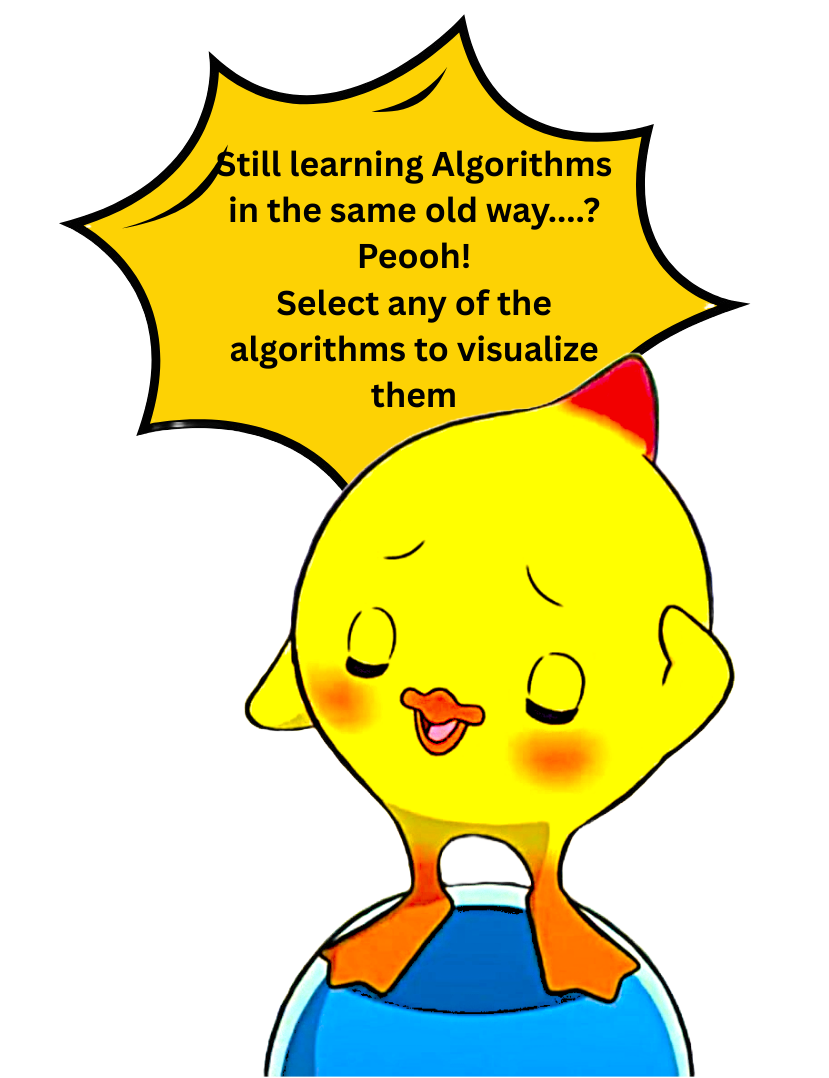 Still learning Algorithms
in the same old way....?
Peooh!
Select any of the
algorithms to visualize
them